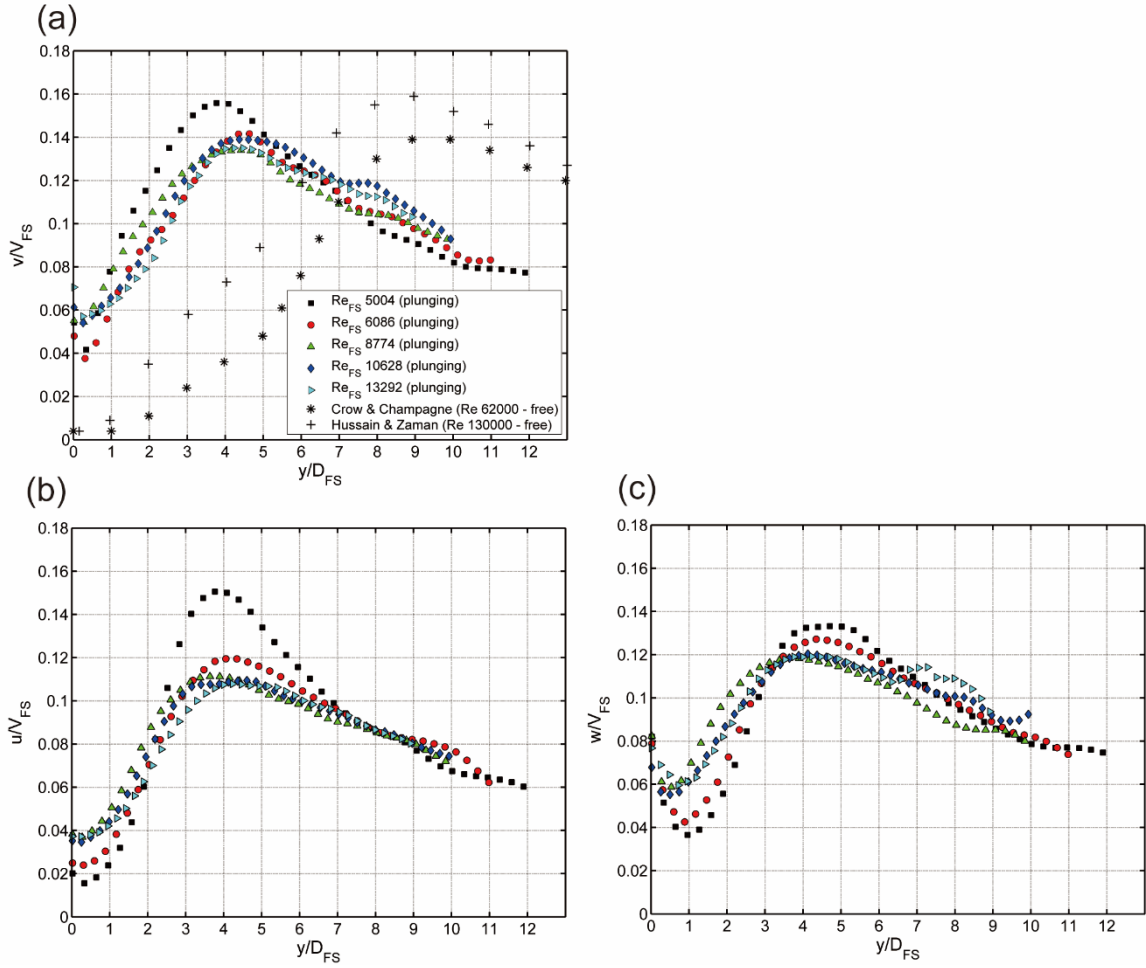 (a)
0.18
0.16
0.14
0.12
0.1
0.08
0.06
0.04
0.02
0
v/V_FS
Re_FS 5004 (plunging)
Re_FS 6086 (plunging)
Re_FS 8774 (plunging)
Re_FS 10628 (plunging)
Re_FS 13292 (plunging)
Crow & Champagne (Re 62000 - free)
Hussain & Zaman (Re 130000 - free)
0 1 2 3 4 5 6 7 8 9 10 11 12
y/D_FS
(b)
0.18
0.16
0.14
0.12
0.1
0.08
0.06
0.04
0.02
0
u/V_FS
0 1 2 3 4 5 6 7 8 9 10 11 12
y/D_FS
(c)
0.18
0.16
0.14
0.12
0.1
0.08
0.06
0.04
0.02
0
w/V_FS
0 1 2 3 4 5 6 7 8 9 10 11 12
y/D_FS